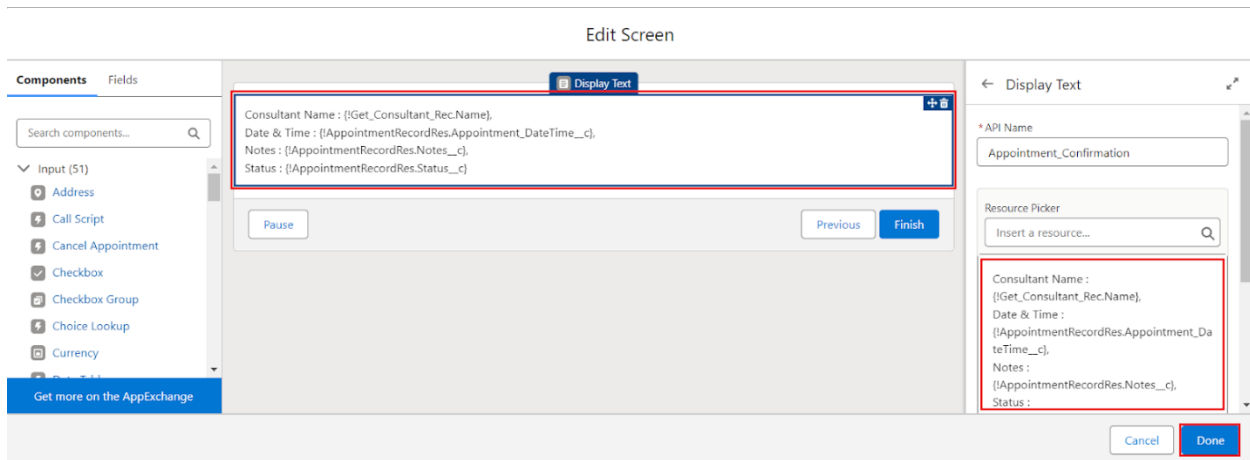 Edit Screen
Components Fields
Search components...
Input (51)
Address
Call Script
Cancel Appointment
Checkbox
Checkbox Group
Choice Lookup
Currency
Get more on the AppExchange
Display Text
Consultant Name : {!Get_Consultant_Rec.Name},
Date & Time : {!AppointmentRecordRes.Appointment_DateTime__c},
Notes : {!AppointmentRecordRes.Notes__c},
Status : {!AppointmentRecordRes.Status__c}
Pause Previous Finish
Display Text
* API Name
Appointment_Confirmation
Resource Picker
Insert a resource...
Consultant Name :
{!Get_Consultant_Rec.Name},
Date & Time :
{!AppointmentRecordRes.Appointment_Da
teTime__c},
Notes :
{!AppointmentRecordRes.Notes__c},
Status :
Cancel Done